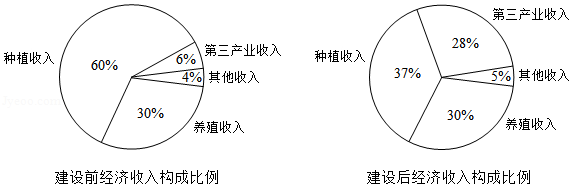 种植收入
60%
第三产业收入
6%
4%
其他收入
30%
养殖收入
建设前经济收入构成比例
种植收入
37%
第三产业收入
28%
5%
其他收入
30%
养殖收入
建设后经济收入构成比例